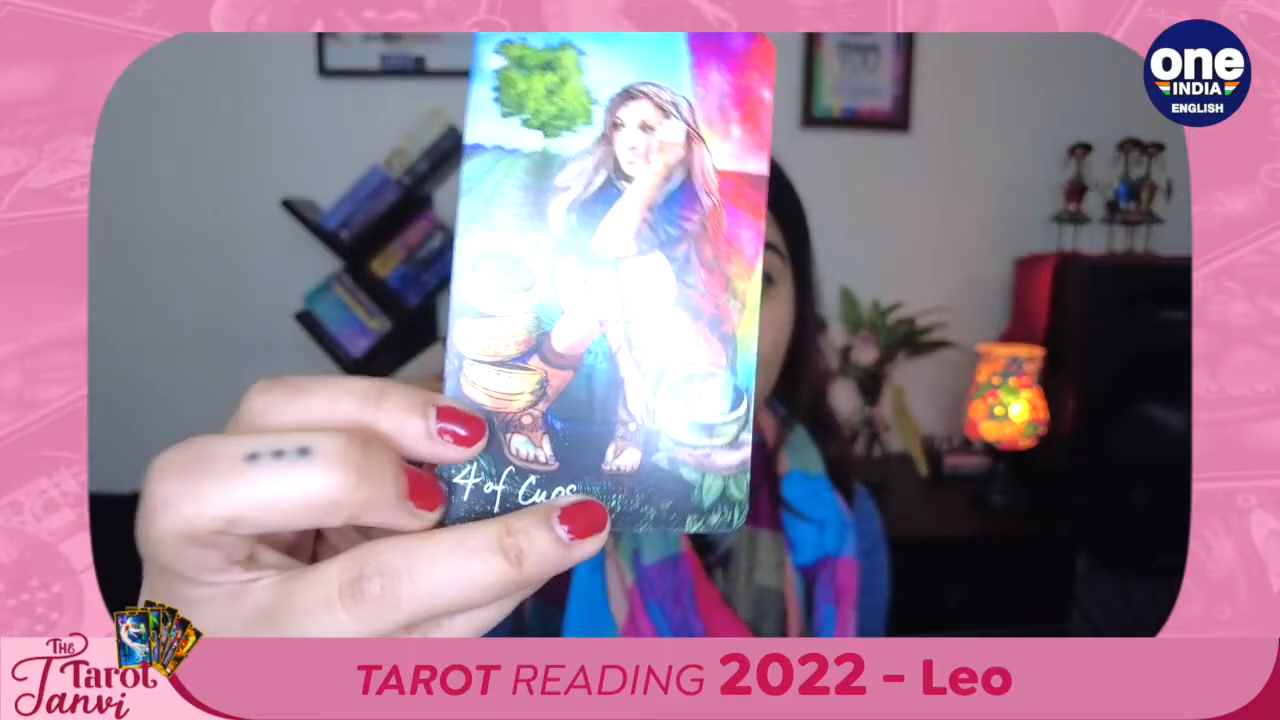 one
INDIA
ENGLISH
4 of Cups
THE
Tarot
Tanvi
TAROT READING 2022 - Leo